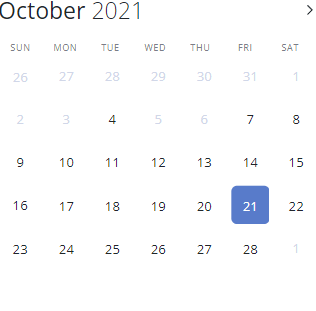 October 2021 >
SUN MON TUE WED THU FRI SAT
26 27 28 29 30 31 1
2 3 4 5 6 7 8
9 10 11 12 13 14 15
16 17 18 19 20 21 22
23 24 25 26 27 28 1